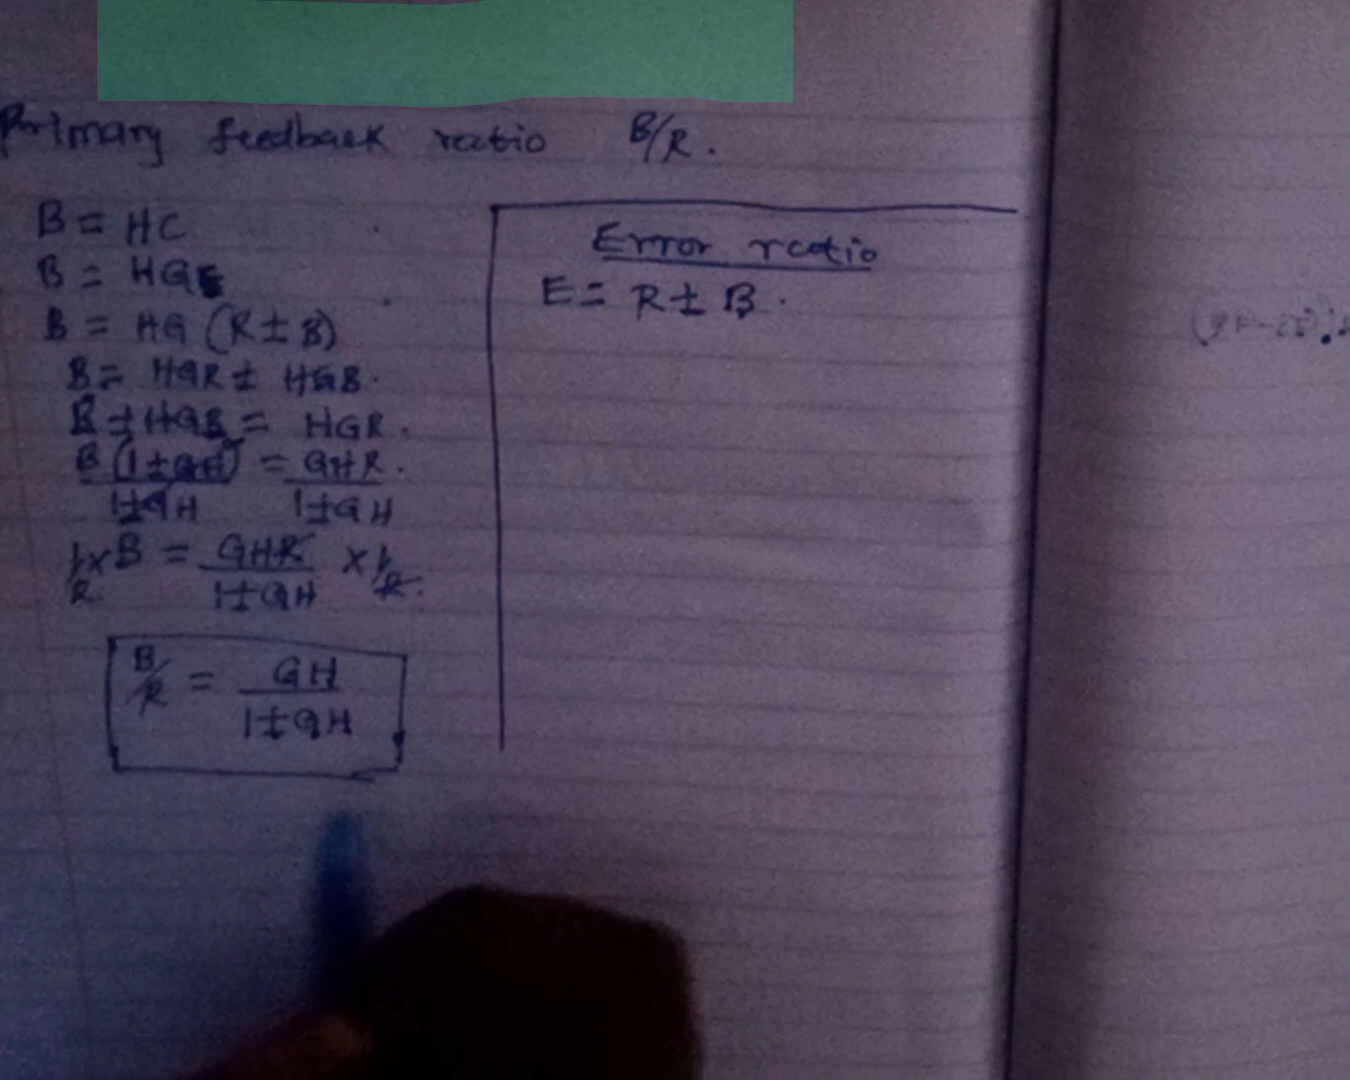 Primary feedback ratio B/R.
B = HC
B = HGE
B = HG (R ± B)
B = HGR ± HGB.
B ± HGB = HGR.
B (1±GH) = GHR.
1±GH 1±GH
1/R × B = GHR × 1/R.
1±GH
B/R = GH
1±GH
Error ratio
E = R ± B.